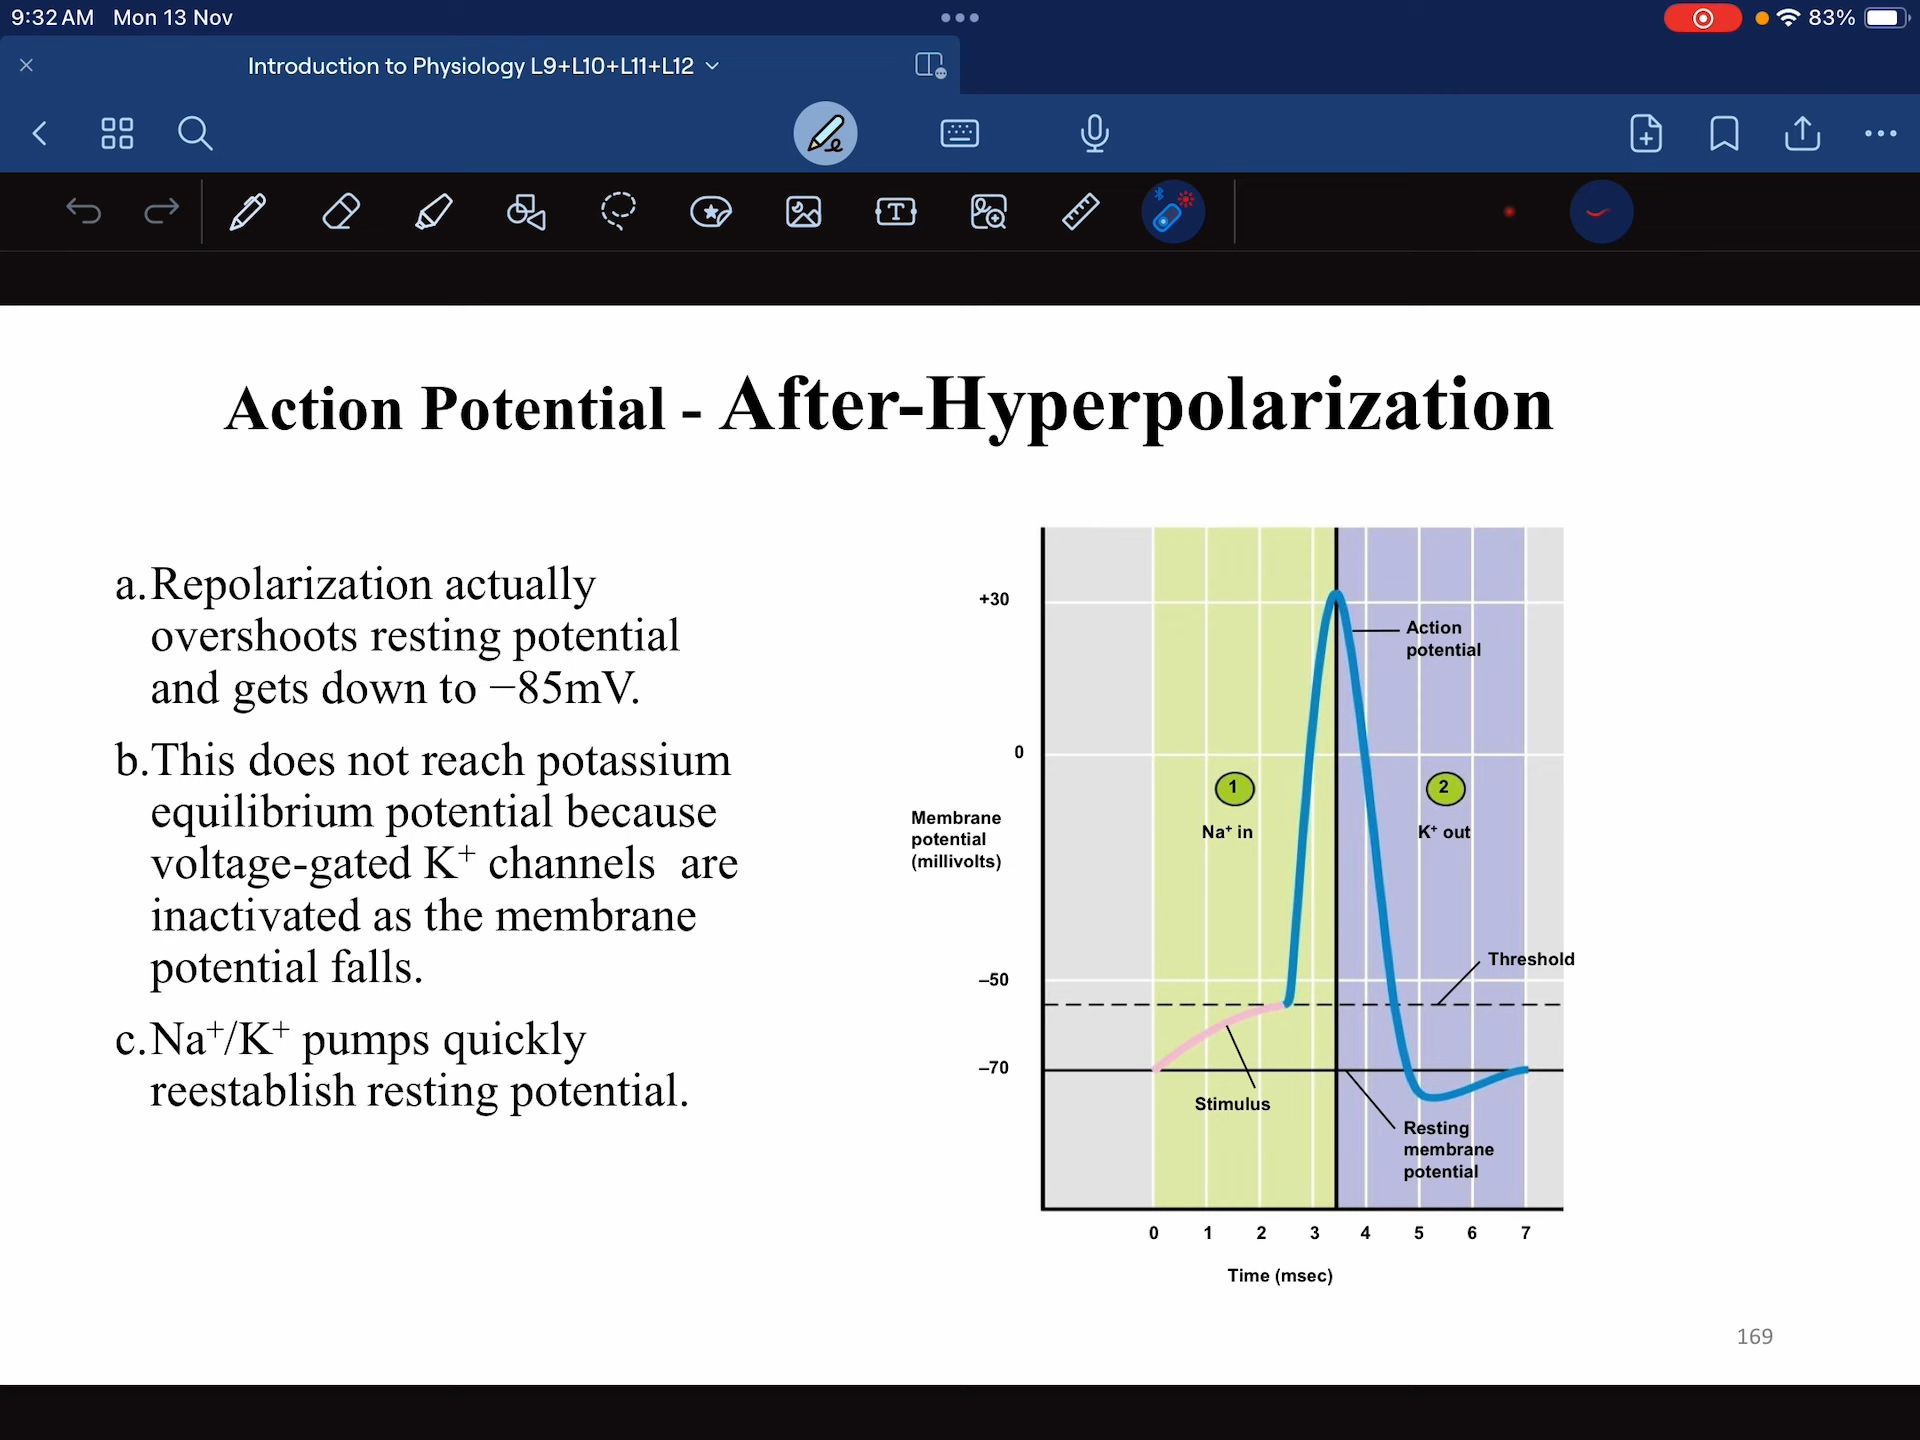 9:32 AM Mon 13 Nov
83%
Introduction to Physiology L9+L10+L11+L12
Action Potential - After-Hyperpolarization
a. Repolarization actually
overshoots resting potential
and gets down to −85mV.
b. This does not reach potassium
equilibrium potential because
voltage-gated K⁺ channels are
inactivated as the membrane
potential falls.
c. Na⁺/K⁺ pumps quickly
reestablish resting potential.
+30
0
–50
–70
Membrane
potential
(millivolts)
Action
potential
1
Na⁺ in
2
K⁺ out
Threshold
Stimulus
Resting
membrane
potential
0 1 2 3 4 5 6 7
Time (msec)
169